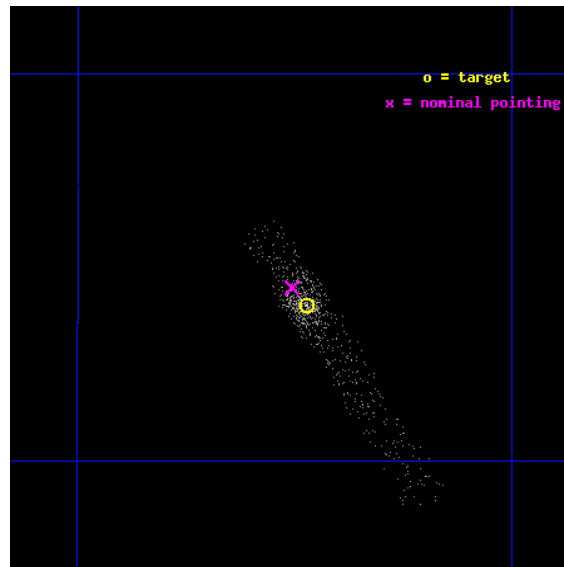 o = target
x = nominal pointing